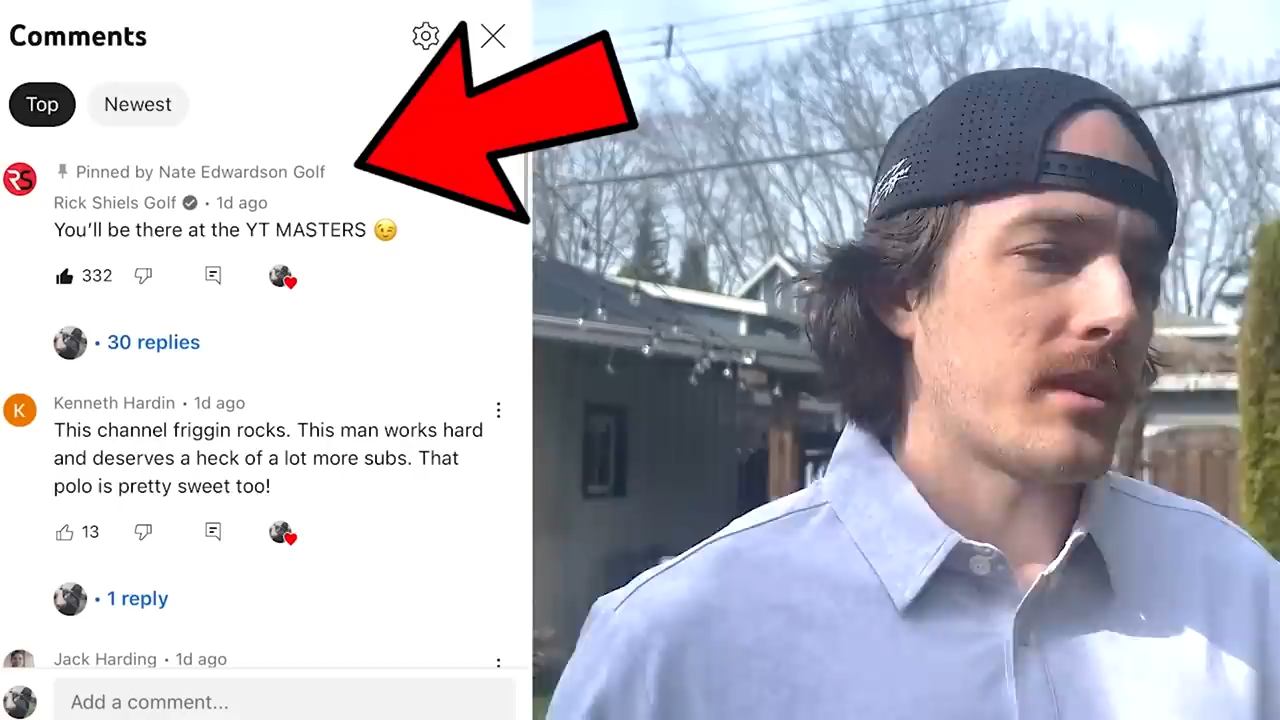 Comments
Top
Newest
Pinned by Nate Edwardson Golf
RS
Rick Shiels Golf • 1d ago
You’ll be there at the YT MASTERS 😉
332
• 30 replies
K
Kenneth Hardin • 1d ago
This channel friggin rocks. This man works hard
and deserves a heck of a lot more subs. That
polo is pretty sweet too!
13
• 1 reply
Jack Harding • 1d ago
Add a comment...